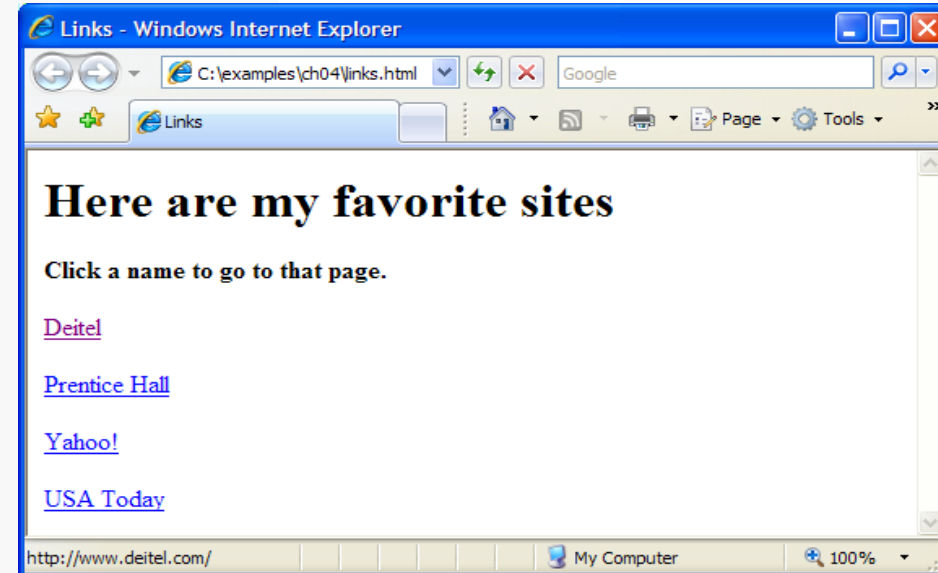 Links - Windows Internet Explorer
C:\examples\ch04\links.html Google
Links Page Tools »
Here are my favorite sites
Click a name to go to that page.
Deitel
Prentice Hall
Yahoo!
USA Today
http://www.deitel.com/ My Computer 100%